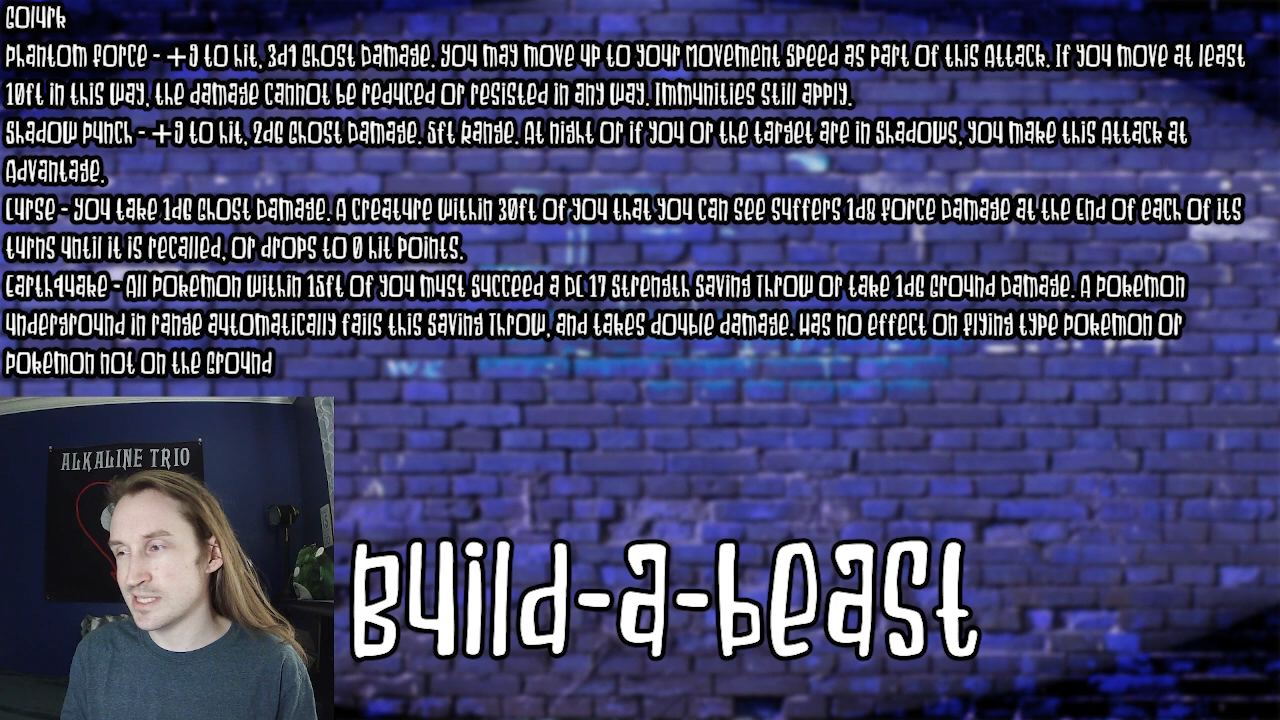 Golurk
Phantom Force - +9 to hit, Ghost Damage. You may move up to your Movement Speed as part of this Attack. If you move at least
10ft in this way, the damage cannot be reduced or resisted in any way. Immunities still apply.
Shadow Punch - +9 to hit, 2d6 Ghost Damage. 5ft Range. At night or if you or the target are in shadows, you make this Attack at
Advantage.
Curse - You take 1d6 Ghost Damage. A creature within 30ft of you that you can see suffers 1d8 Force Damage at the End of each of its
turns until it is recalled, or drops to 0 hit points.
Earthquake - All Pokemon within 15ft of you must succeed a DC 17 Strength Saving Throw or take 1d6 Ground Damage. A Pokemon
underground in range automatically fails this Saving Throw, and takes double damage. Has no effect on Flying type Pokemon or
Pokemon not on the Ground
ALKALINE TRIO
Build-a-beast